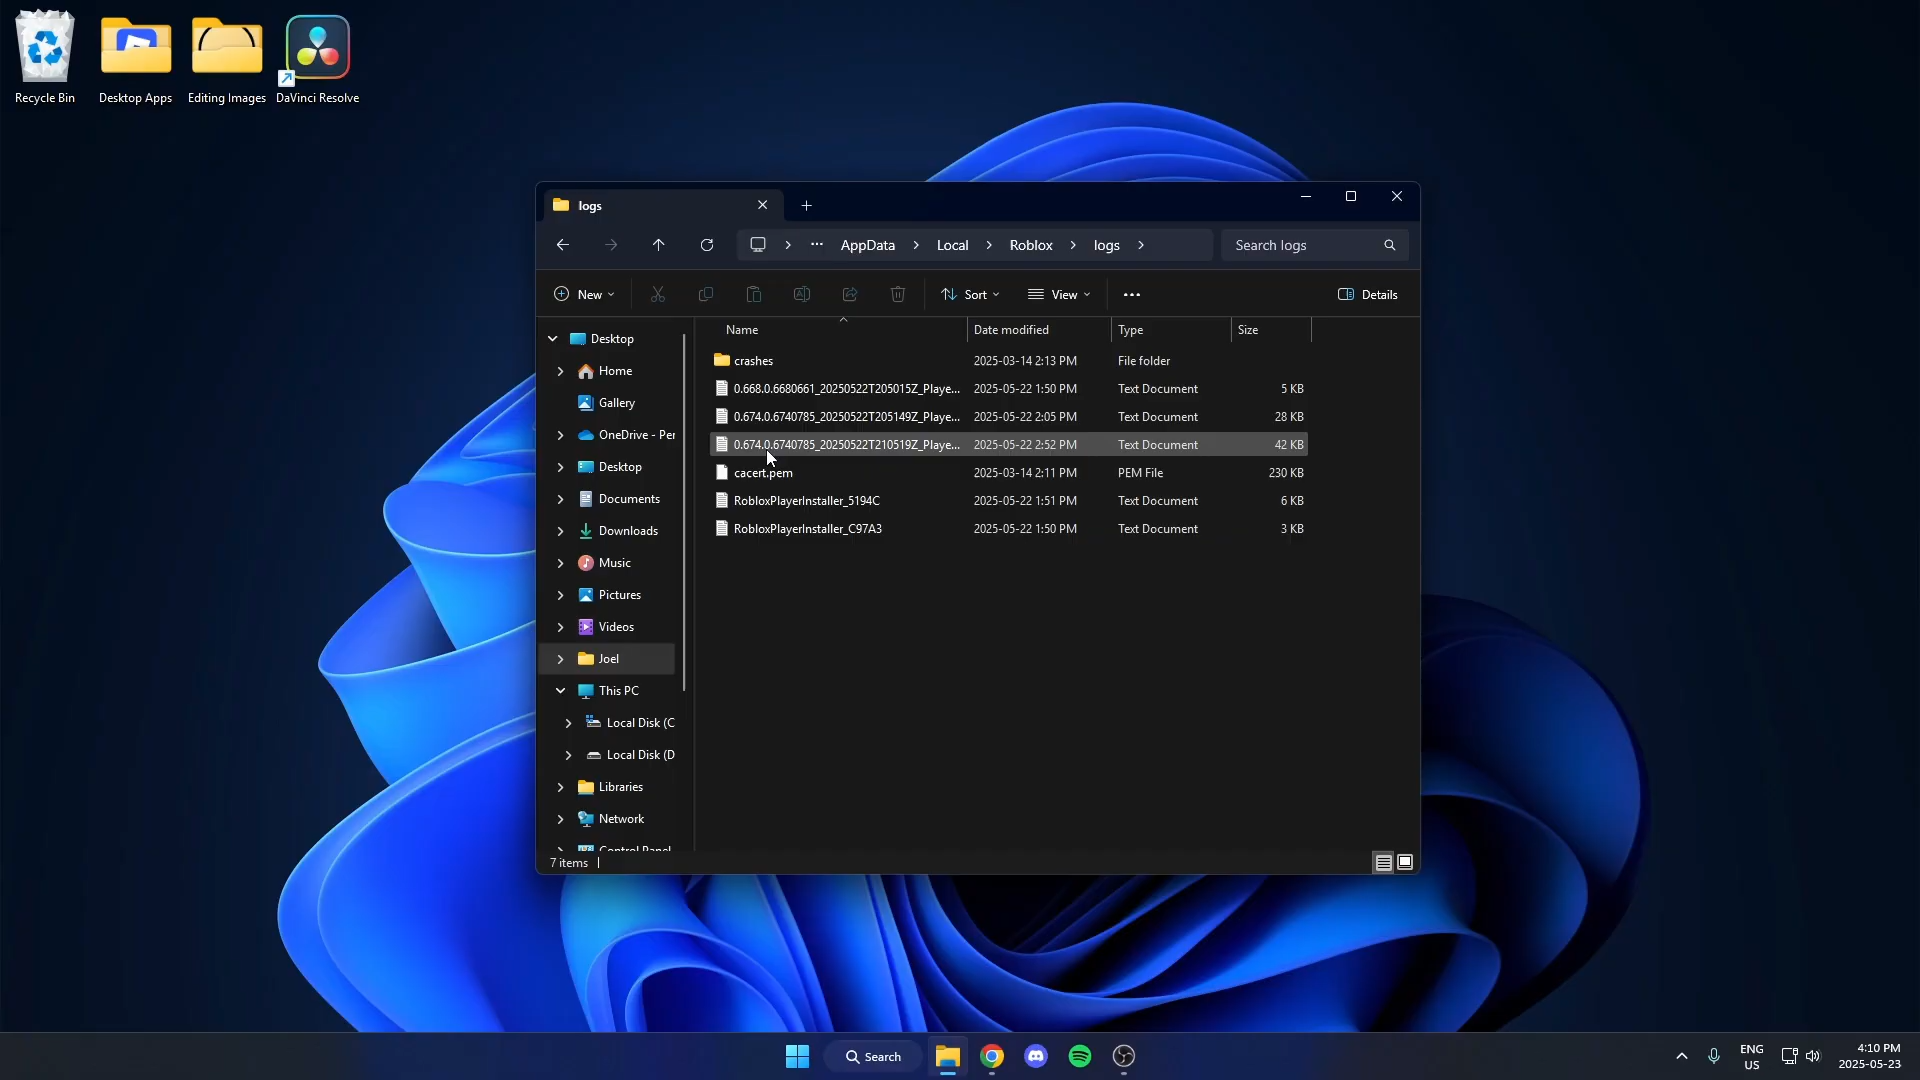 Recycle Bin
Desktop Apps
Editing Images
DaVinci Resolve
logs
AppData
Local
Roblox
logs
Search logs
New
Sort
View
Details
Name
Date modified
Type
Size
crashes 2025-03-14 2:13 PM File folder
0.668.0.6680661_20250522T205015Z_Playe... 2025-05-22 1:50 PM Text Document 5 KB
0.674.0.6740785_20250522T205149Z_Playe... 2025-05-22 2:05 PM Text Document 28 KB
0.674.0.6740785_20250522T210519Z_Playe... 2025-05-22 2:52 PM Text Document 42 KB
cacert.pem 2025-03-14 2:11 PM PEM File 230 KB
RobloxPlayerInstaller_5194C 2025-05-22 1:51 PM Text Document 6 KB
RobloxPlayerInstaller_C97A3 2025-05-22 1:50 PM Text Document 3 KB
Desktop
Home
Gallery
OneDrive - Per
Desktop
Documents
Downloads
Music
Pictures
Videos
Joel
This PC
Local Disk (C
Local Disk (D
Libraries
Network
Control Panel
7 items
Search
ENG
US
4:10 PM
2025-05-23